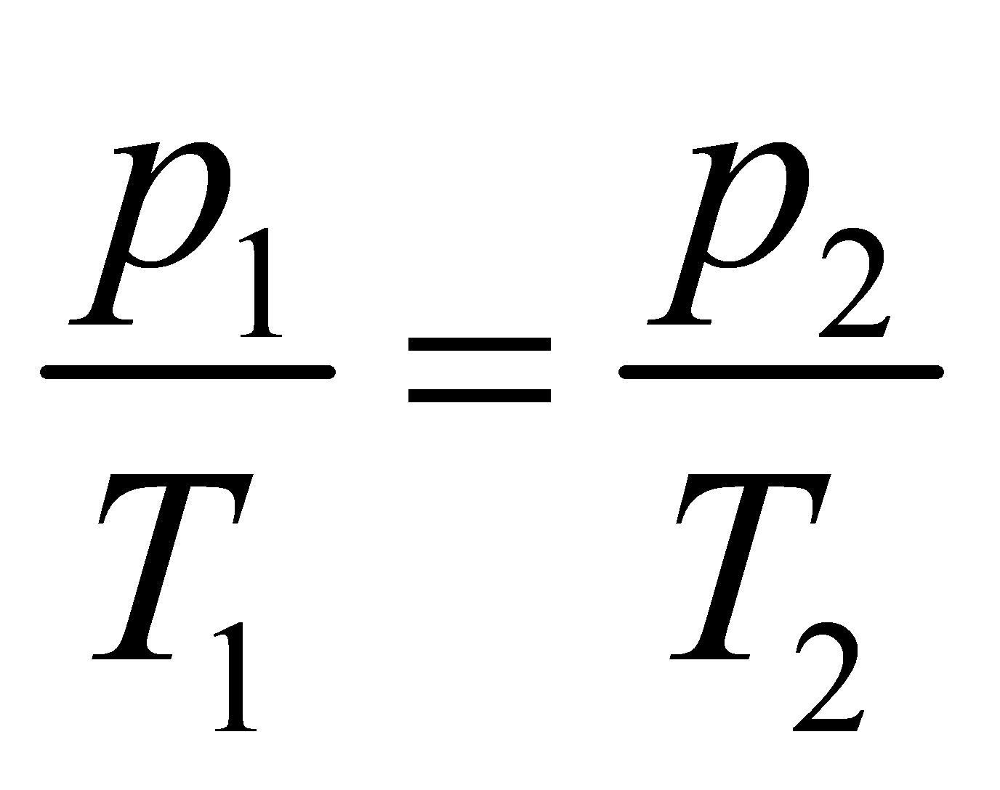 p₁/T₁ = p₂/T₂